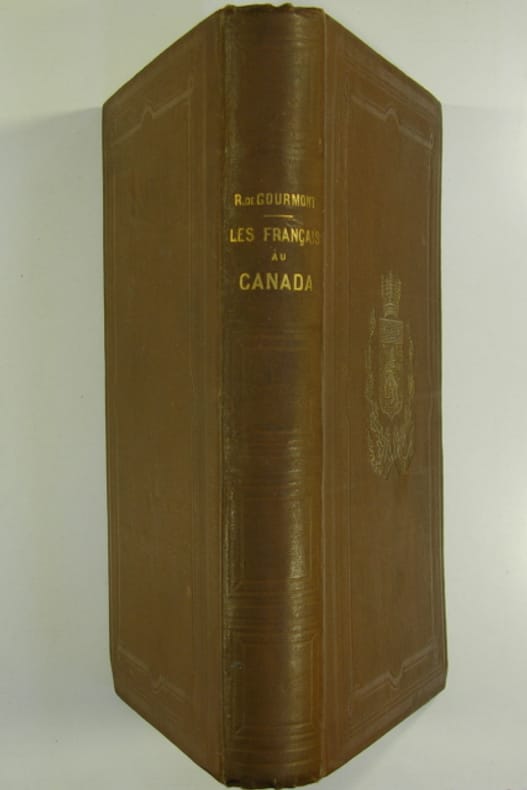 R. DE GOURMONT
LES FRANÇAIS
AU
CANADA